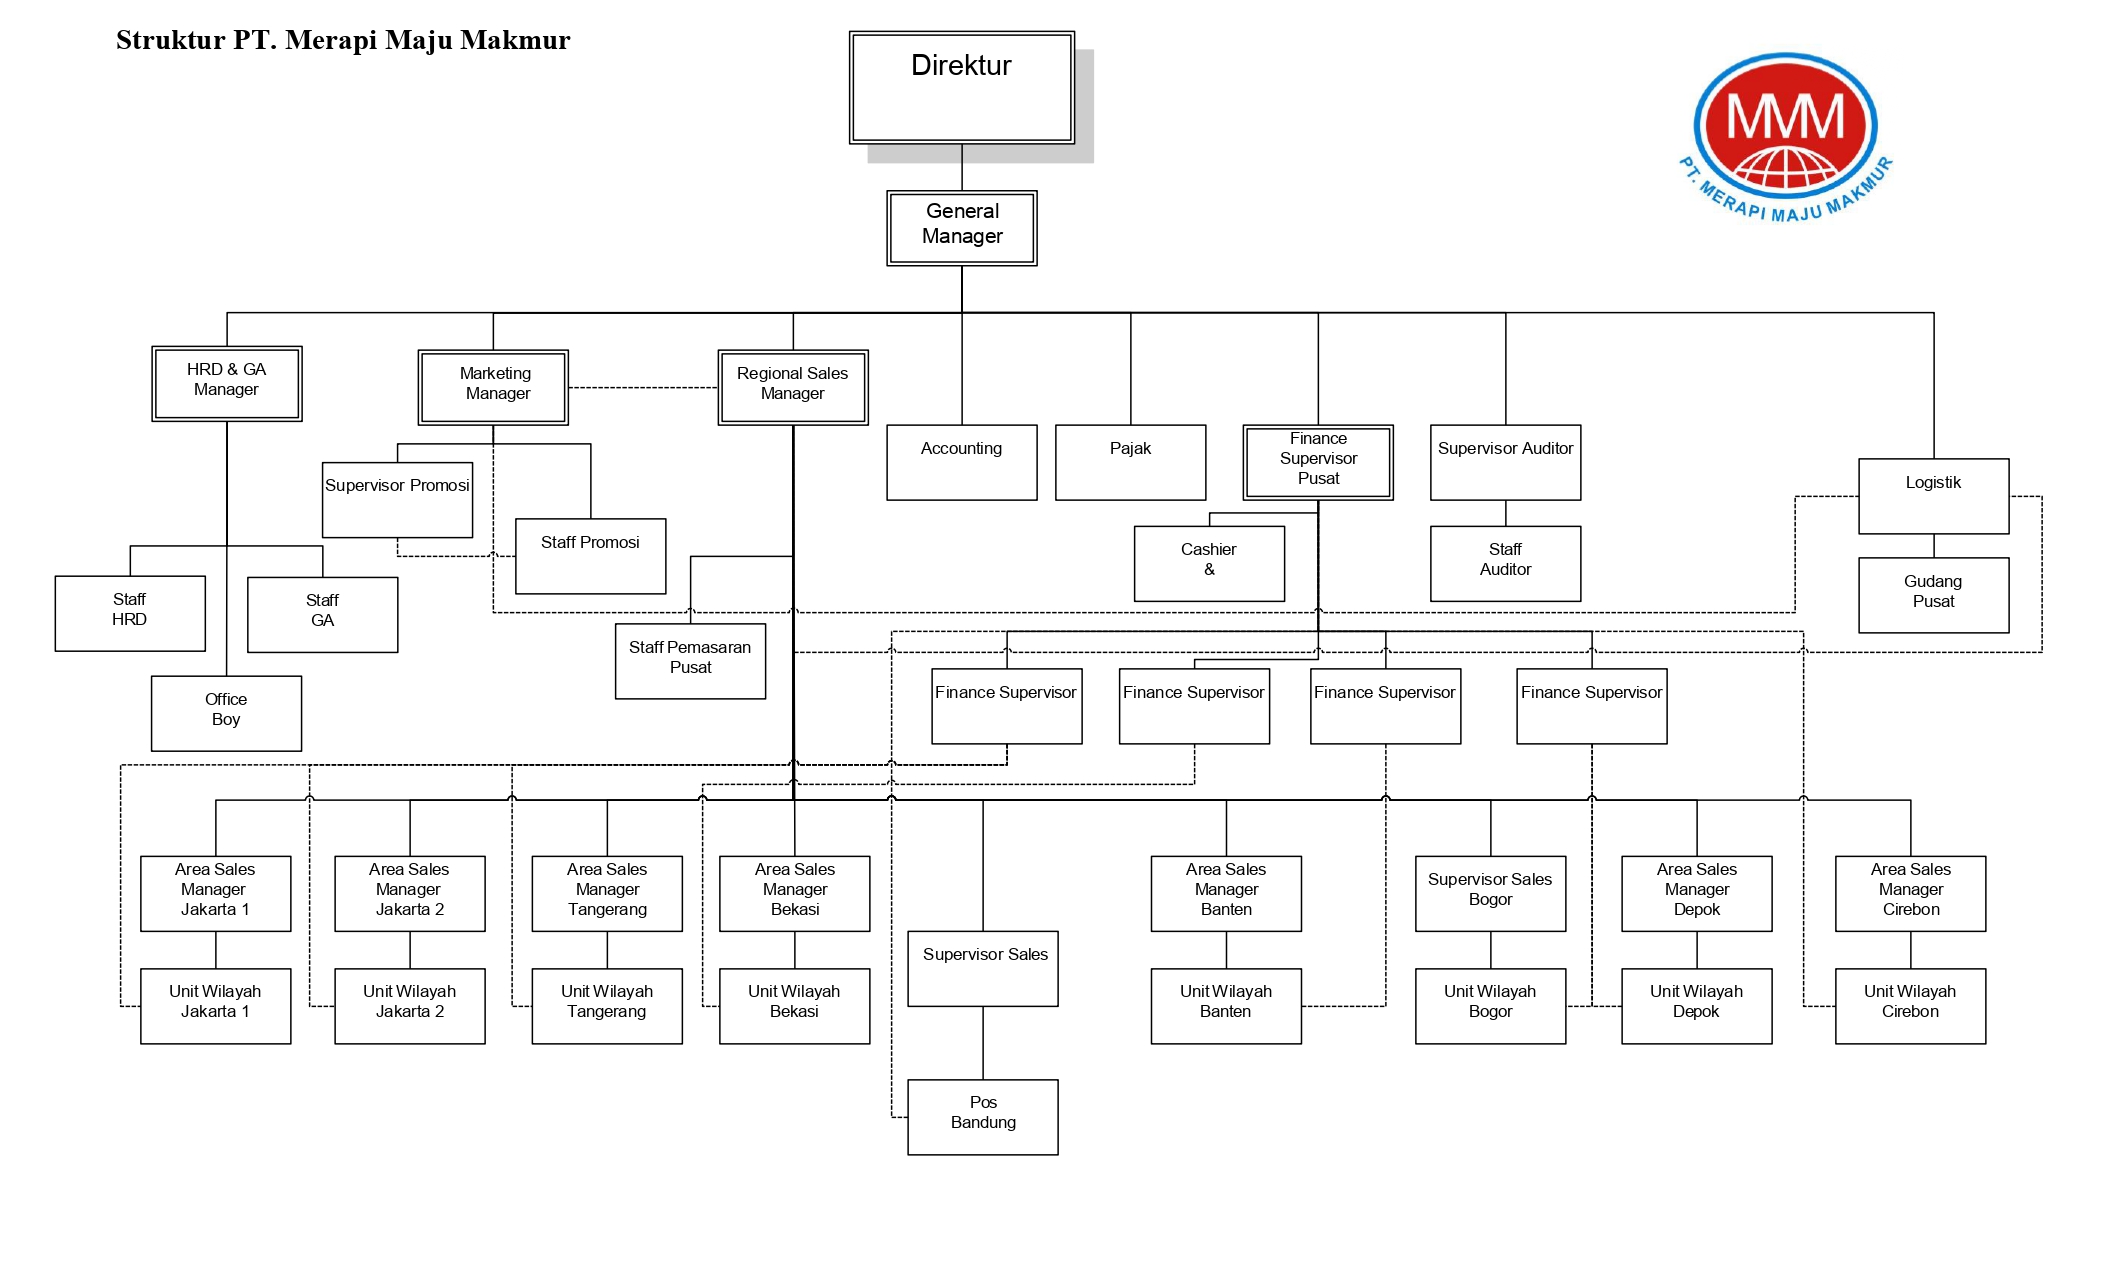 Struktur PT. Merapi Maju Makmur
Direktur
MMM
PT. MERAPI MAJU MAKMUR
General
Manager
HRD & GA
Manager
Marketing
Manager
Regional Sales
Manager
Accounting
Pajak
Finance
Supervisor
Pusat
Supervisor Auditor
Logistik
Supervisor Promosi
Staff Promosi
Cashier
&
Staff
Auditor
Gudang
Pusat
Staff
HRD
Staff
GA
Staff Pemasaran
Pusat
Office
Boy
Finance Supervisor
Finance Supervisor
Finance Supervisor
Finance Supervisor
Area Sales
Manager
Jakarta 1
Area Sales
Manager
Jakarta 2
Area Sales
Manager
Tangerang
Area Sales
Manager
Bekasi
Supervisor Sales
Area Sales
Manager
Banten
Supervisor Sales
Bogor
Area Sales
Manager
Depok
Area Sales
Manager
Cirebon
Unit Wilayah
Jakarta 1
Unit Wilayah
Jakarta 2
Unit Wilayah
Tangerang
Unit Wilayah
Bekasi
Unit Wilayah
Banten
Unit Wilayah
Bogor
Unit Wilayah
Depok
Unit Wilayah
Cirebon
Pos
Bandung